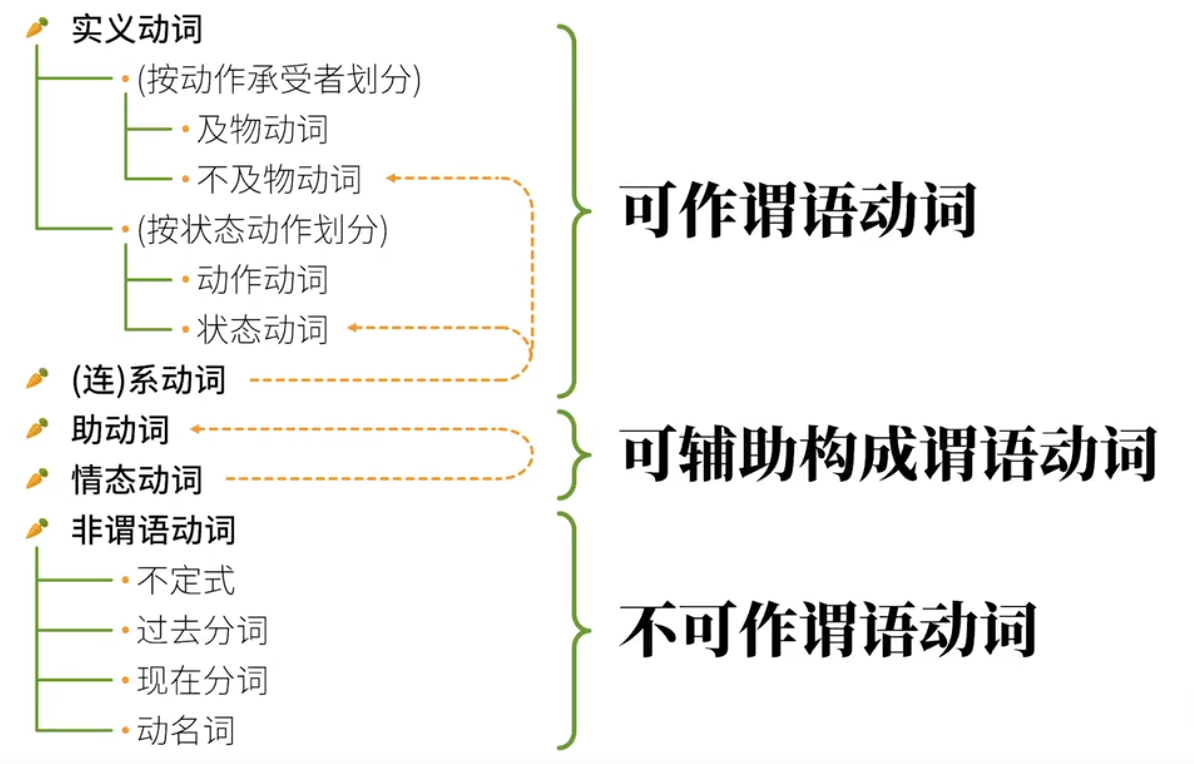 实义动词
(按动作承受者划分)
及物动词
不及物动词
(按状态动作划分)
动作动词
状态动词
(连)系动词
可作谓语动词
助动词
情态动词
可辅助构成谓语动词
非谓语动词
不定式
过去分词
现在分词
动名词
不可作谓语动词